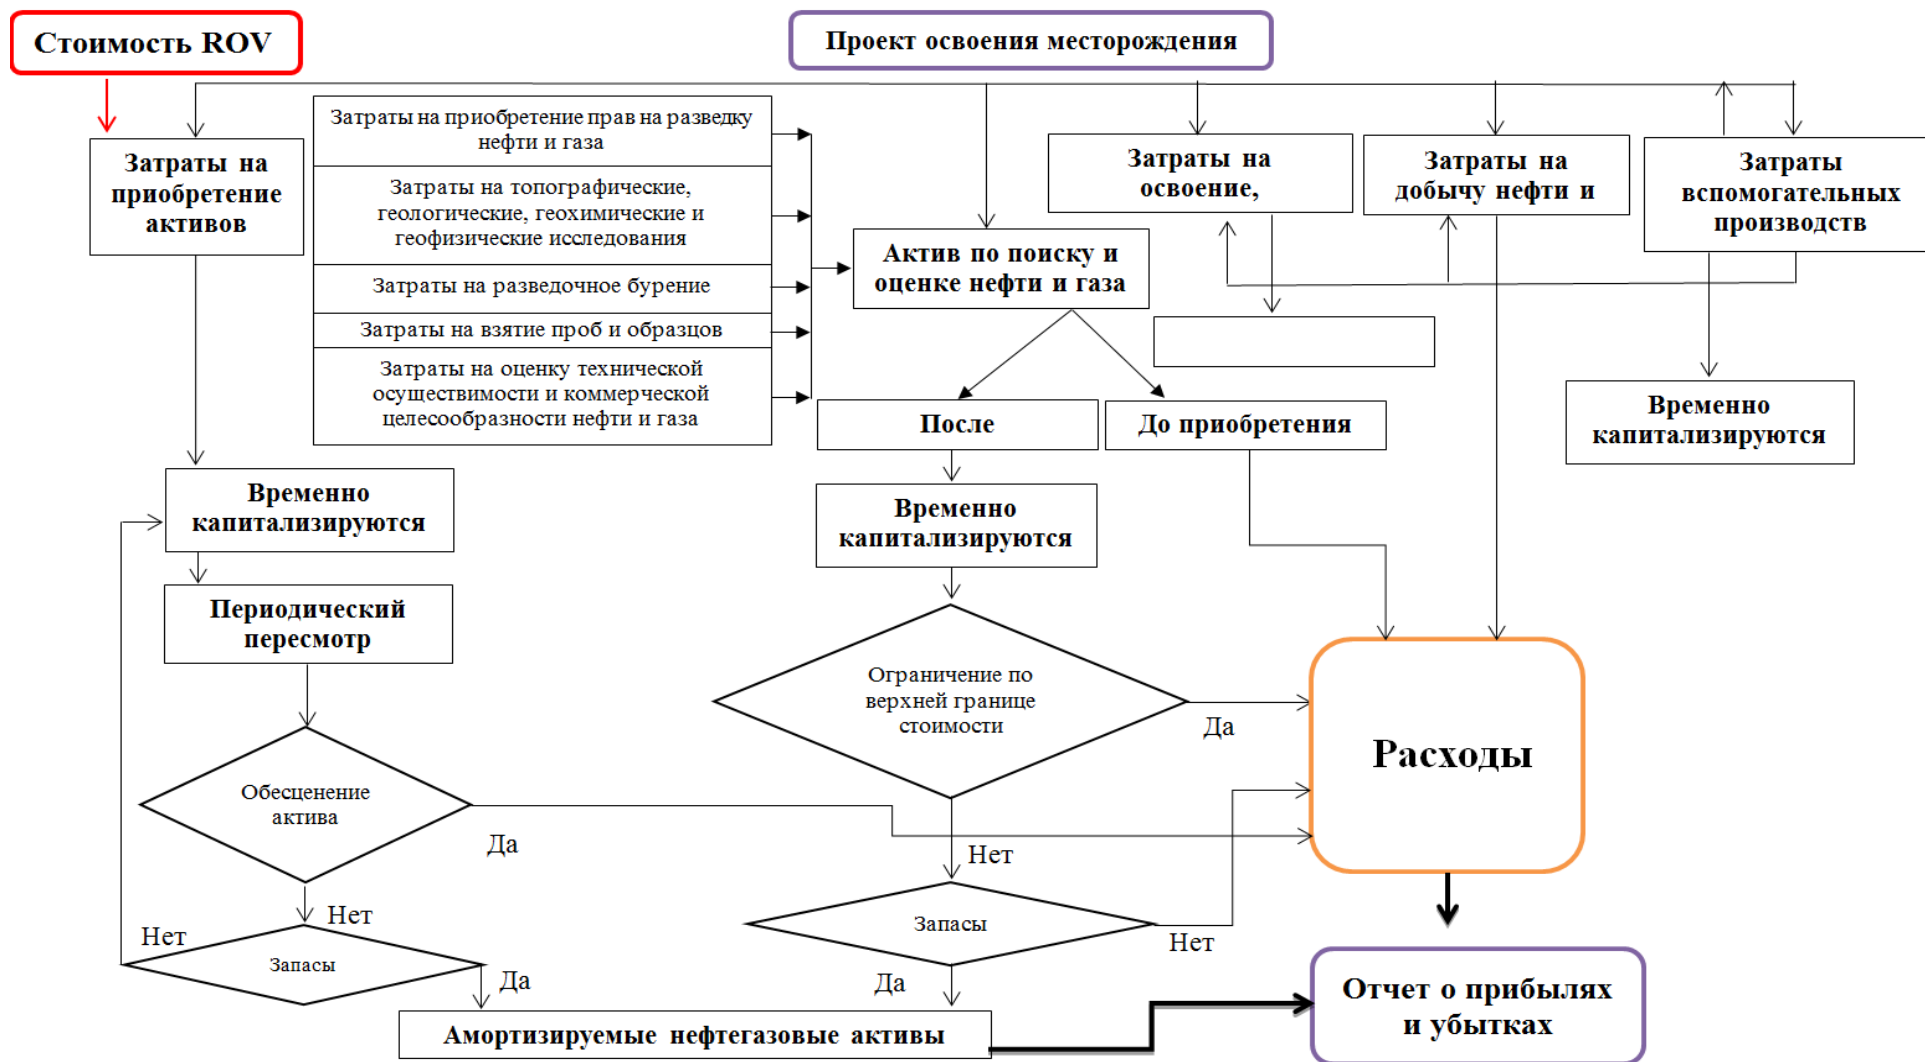 Стоимость ROV
Проект освоения месторождения
Затраты на
приобретение
активов
Затраты на приобретение прав на разведку
нефти и газа
Затраты на топографические,
геологические, геохимические и
геофизические исследования
Затраты на разведочное бурение
Затраты на взятие проб и образцов
Затраты на оценку технической
осуществимости и коммерческой
целесообразности нефти и газа
Актив по поиску и
оценке нефти и газа
Затраты на
освоение,
Затраты на
добычу нефти и
Затраты
вспомогательных
производств
После
До приобретения
Временно
капитализируются
Временно
капитализируются
Временно
капитализируются
Периодический
пересмотр
Ограничение по
верхней границе
стоимости
Да
Расходы
Обесценение
актива
Да
Нет
Нет
Нет
Запасы
Да
Запасы
Нет
Да
Амортизируемые нефтегазовые активы
Отчет о прибылях
и убытках